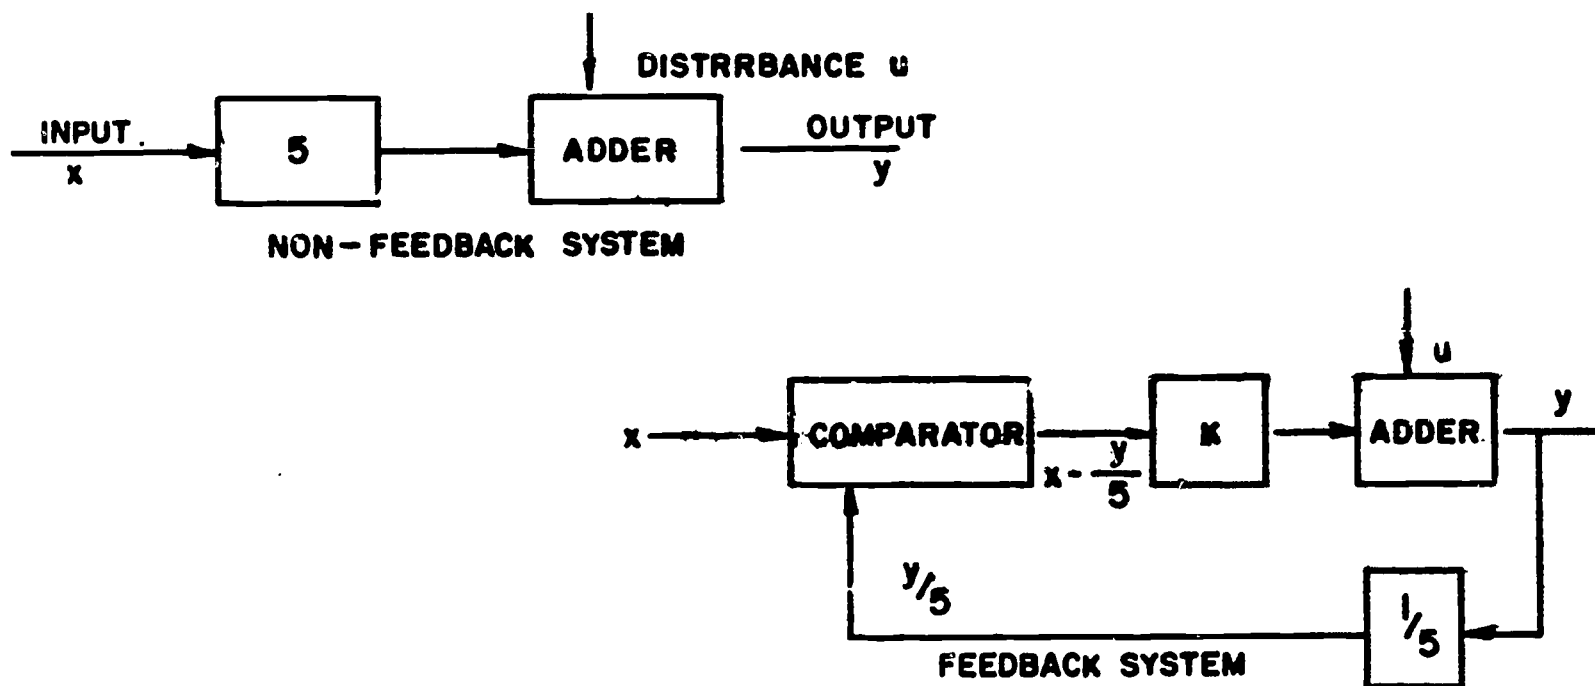 DISTRRBANCE u
INPUT
x
5
ADDER
OUTPUT
y
NON-FEEDBACK SYSTEM
u
x
COMPARATOR
x - y/5
K
ADDER
y
y/5
1/5
FEEDBACK SYSTEM